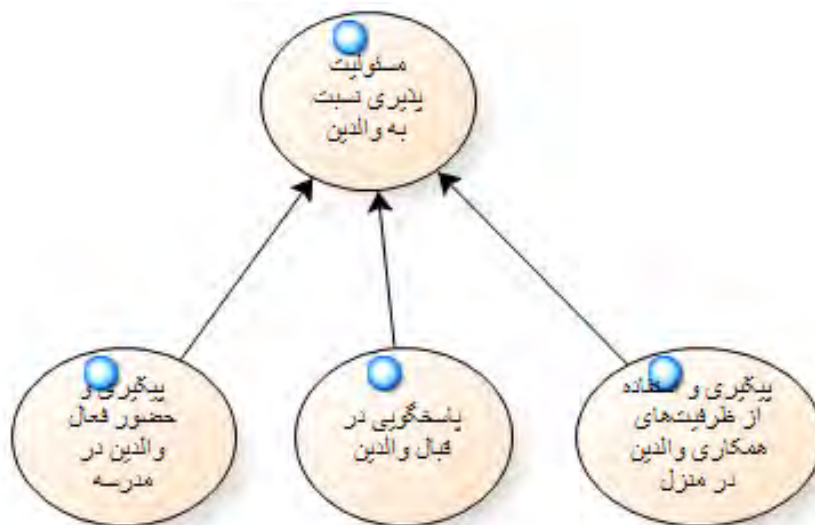 مسئولیت
پذیری نسبت
به والدین
پیگیری و استفاده
از ظرفیت‌های
همکاری والدین
در منزل
پاسخگویی در
قبال والدین
پیگیری و
حضور فعال
والدین در
مدرسه